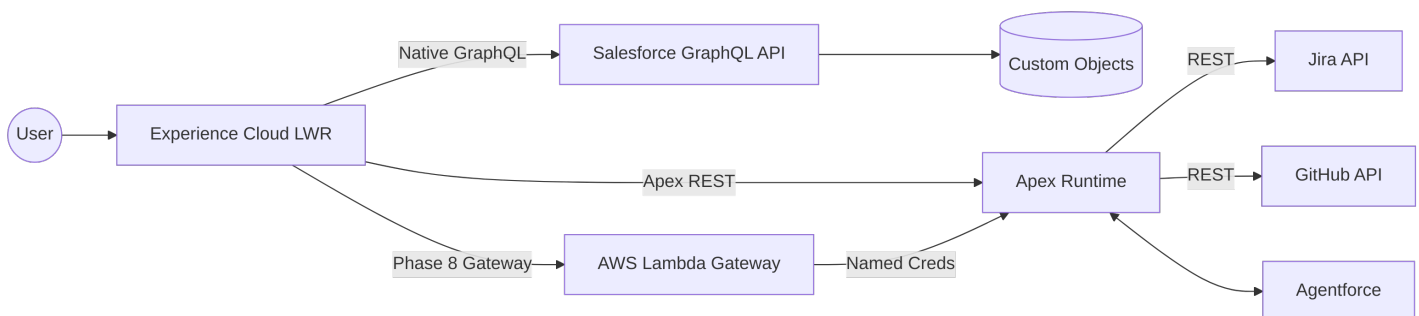 User
Experience Cloud LWR
Native GraphQL
Salesforce GraphQL API
Custom Objects
Apex REST
Apex Runtime
Phase 8 Gateway
AWS Lambda Gateway
Named Creds
REST
Jira API
REST
GitHub API
Agentforce